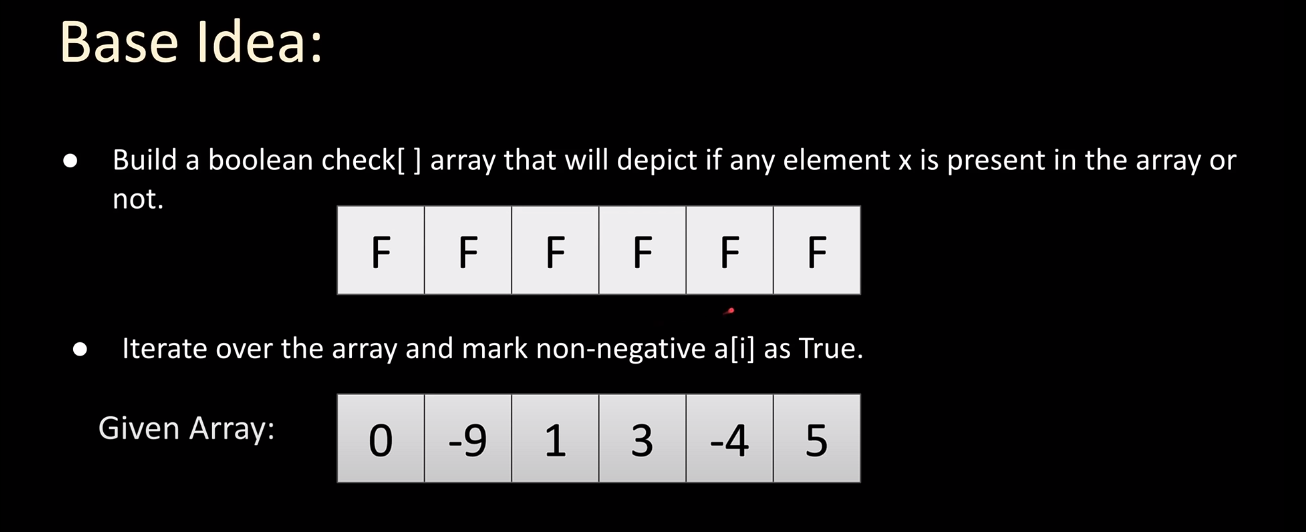 Base Idea:
● Build a boolean check[ ] array that will depict if any element x is present in the array or
not.
F F F F F F
● Iterate over the array and mark non-negative a[i] as True.
Given Array: 0 -9 1 3 -4 5